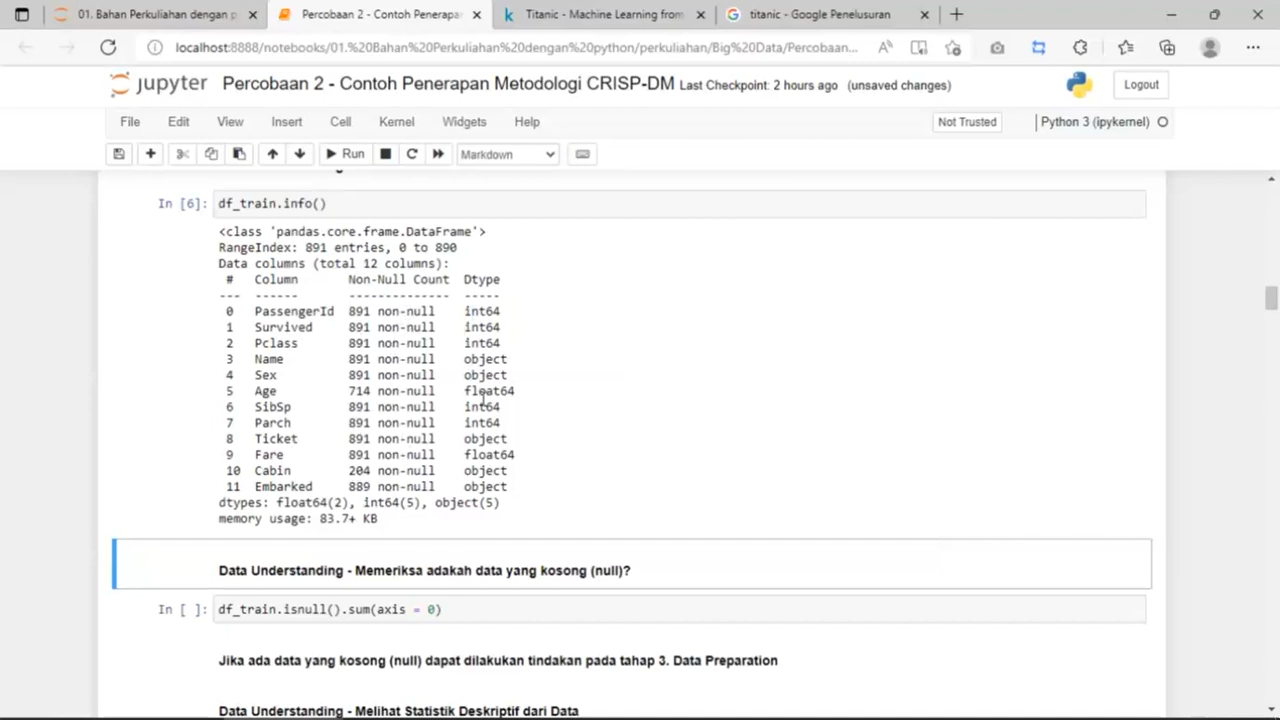 01. Bahan Perkuliahan dengan p
Percobaan 2 - Contoh Penerapa
Titanic - Machine Learning from
titanic - Google Penelusuran
localhost:8888/notebooks/01.%20Bahan%20Perkuliahan%20dengan%20python/perkuliahan/Big%20Data/Percobaan...
jupyter Percobaan 2 - Contoh Penerapan Metodologi CRISP-DM Last Checkpoint: 2 hours ago (unsaved changes) Logout
File Edit View Insert Cell Kernel Widgets Help Not Trusted Python 3 (ipykernel)
Run Markdown
In [6]: df_train.info()
<class 'pandas.core.frame.DataFrame'>
RangeIndex: 891 entries, 0 to 890
Data columns (total 12 columns):
# Column Non-Null Count Dtype
--- ------ -------------- -----
0 PassengerId 891 non-null int64
1 Survived 891 non-null int64
2 Pclass 891 non-null int64
3 Name 891 non-null object
4 Sex 891 non-null object
5 Age 714 non-null float64
6 SibSp 891 non-null int64
7 Parch 891 non-null int64
8 Ticket 891 non-null object
9 Fare 891 non-null float64
10 Cabin 204 non-null object
11 Embarked 889 non-null object
dtypes: float64(2), int64(5), object(5)
memory usage: 83.7+ KB
Data Understanding - Memeriksa adakah data yang kosong (null)?
In [ ]: df_train.isnull().sum(axis = 0)
Jika ada data yang kosong (null) dapat dilakukan tindakan pada tahap 3. Data Preparation
Data Understanding - Melihat Statistik Deskriptif dari Data